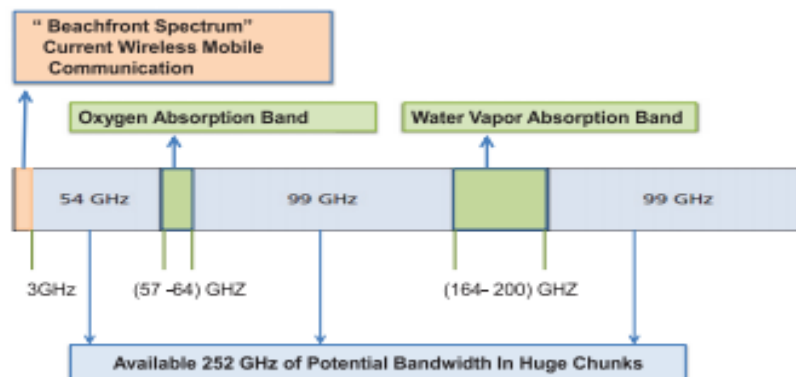 “ Beachfront Spectrum”
Current Wireless Mobile
Communication
Oxygen Absorption Band
Water Vapor Absorption Band
54 GHz
99 GHz
99 GHz
3GHz
(57 -64) GHZ
(164- 200) GHZ
Available 252 GHz of Potential Bandwidth In Huge Chunks